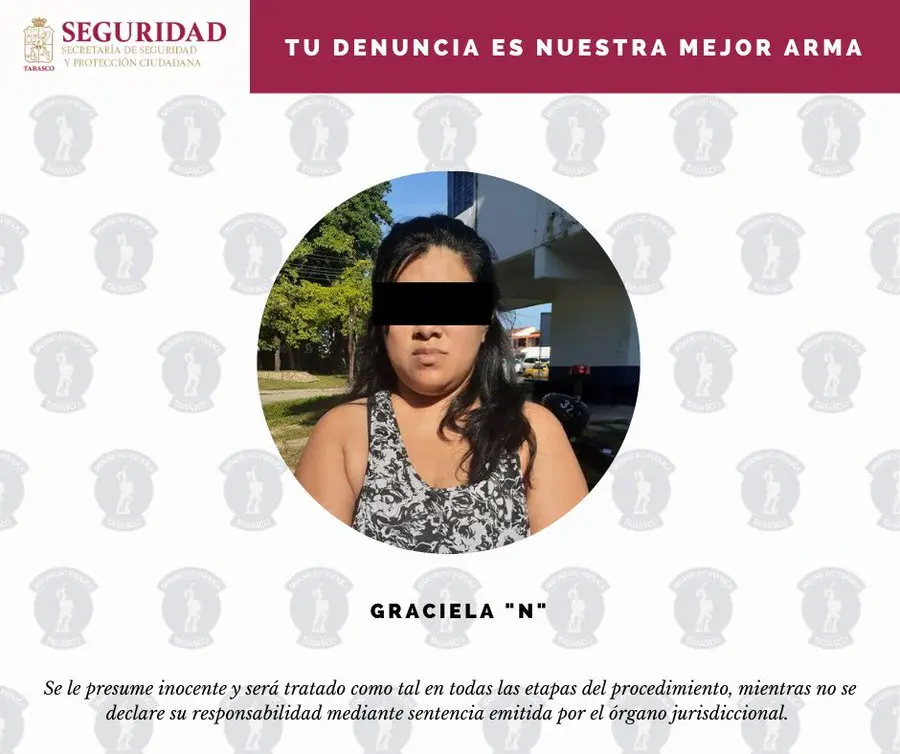 SEGURIDAD
SECRETARÍA DE SEGURIDAD
Y PROTECCIÓN CIUDADANA
TABASCO
TU DENUNCIA ES NUESTRA MEJOR ARMA
GRACIELA "N"
Se le presume inocente y será tratado como tal en todas las etapas del procedimiento, mientras no se
declare su responsabilidad mediante sentencia emitida por el órgano jurisdiccional.